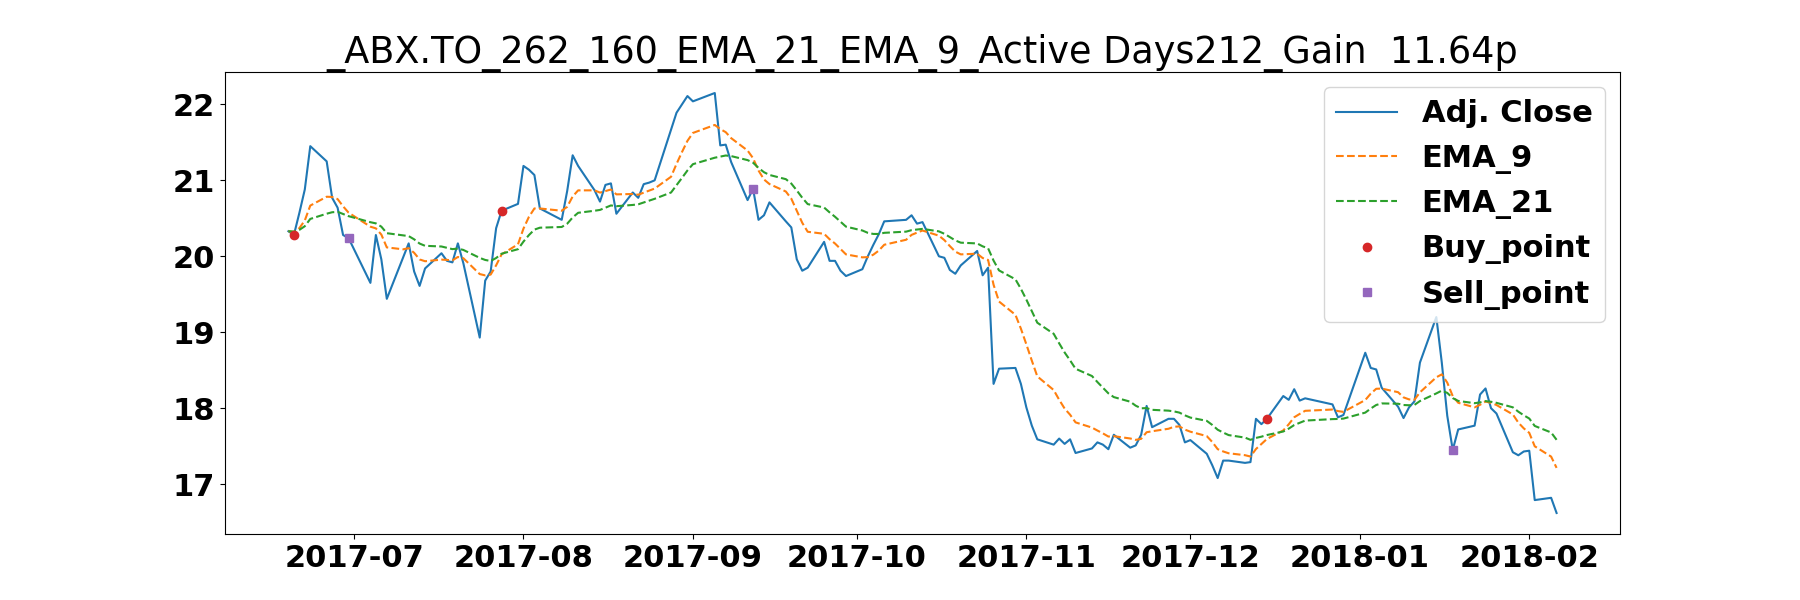 _ABX.TO_262_160_EMA_21_EMA_9_Active Days212_Gain  11.64p
22
21
20
19
18
17
Adj. Close
EMA_9
EMA_21
Buy_point
Sell_point
2017-07 2017-08 2017-09 2017-10 2017-11 2017-12 2018-01 2018-02